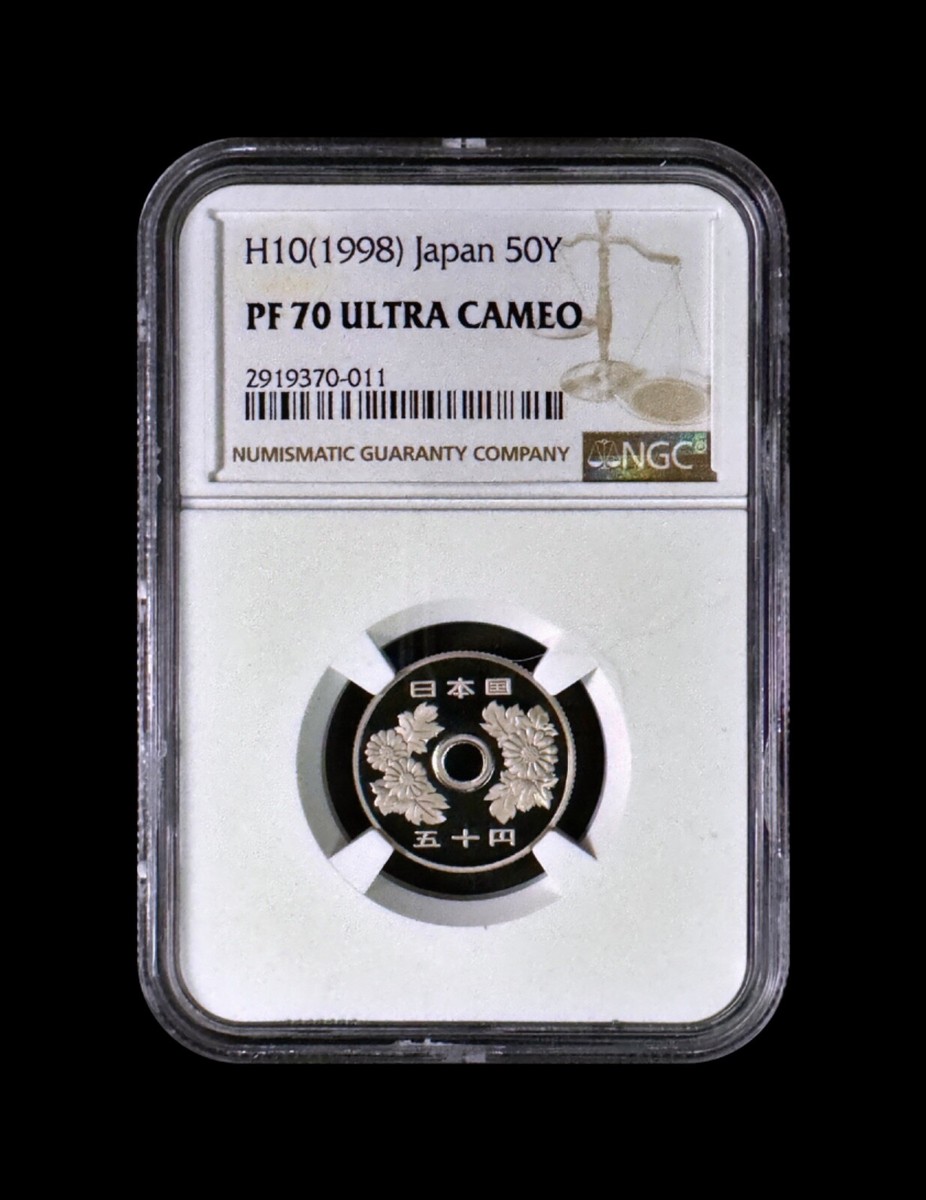 H10(1998) Japan 50Y
PF 70 ULTRA CAMEO
2919370-011
NUMISMATIC GUARANTY COMPANY
NGC®
日本国
五十円